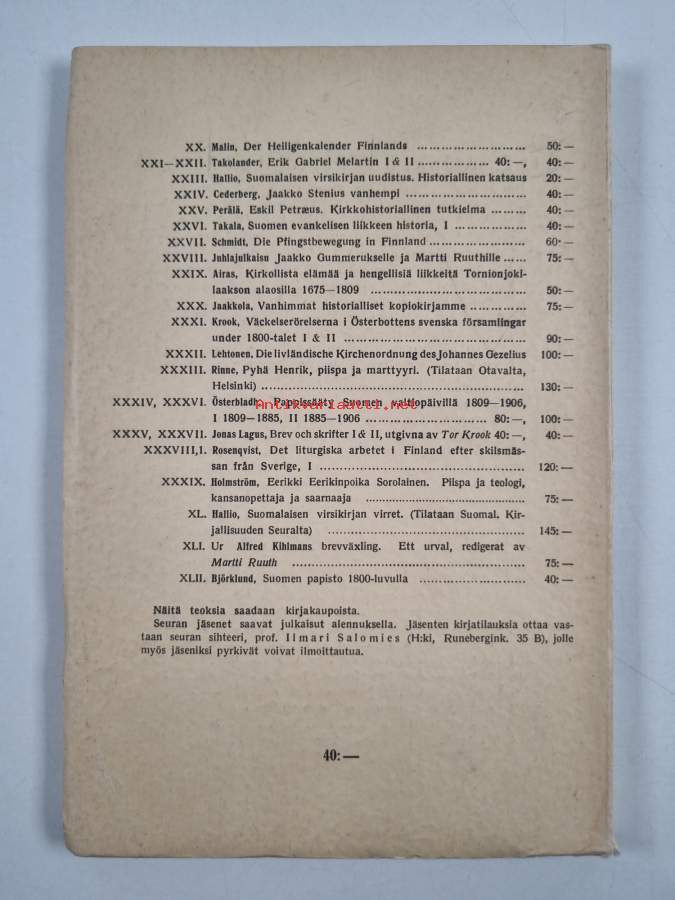 XX. Malin, Der Heiligenkalender Finnlands ........................ 50: —
XXI—XXII. Takolander, Erik Gabriel Melartin I & II ................ 40: —, 40: —
XXIII. Hallio, Suomalaisen virsikirjan uudistus. Historiallinen katsaus 20: —
XXIV. Cederberg, Jaakko Stenius vanhempi ........................ 40: —
XXV. Perälä, Eskil Petræus. Kirkkohistoriallinen tutkielma ........ 40: —
XXVI. Takala, Suomen evankelisen liikkeen historia, I ................ 40: —
XXVII. Schmidt, Die Pfingstbewegung in Finnland .................... 60·—
XXVIII. Juhlajulkaisu Jaakko Gummerukselle ja Martti Ruuthille ..... 75: —
XXIX. Airas, Kirkollista elämää ja hengellisiä liikkeitä Tornionjoki-
laakson alaosilla 1675—1809 ................................ 50: —
XXX. Jaakkola, Vanhimmat historialliset kopiokirjamme ............. 75: —
XXXI. Krook, Väckelserörelserna i Österbottens svenska församlingar
under 1800-talet I & II .................................... 90: —
XXXII. Lehtonen, Die livländische Kirchenordnung des Johannes Gezelius 100: —
XXXIII. Rinne, Pyhä Henrik, piispa ja marttyyri. (Tilataan Otavalta,
Helsinki) .................................................. 130: —
XXXIV, XXXVI. Österbladh, Pappissääty Suomen valtiopäivillä 1809—1906,
Antikvariaatti.net
I 1809—1885, II 1885—1906 ........................ 80: —, 100: —
XXXV, XXXVII. Jonas Lagus, Brev och skrifter I & II, utgivna av Tor Krook 40: —, 40: —
XXXVIII,I. Rosenqvist, Det liturgiska arbetet i Finland efter skilsmäs-
san från Sverige, I ........................................ 120: —
XXXIX. Holmström, Eerikki Eerikinpoika Sorolainen. Piispa ja teologi,
kansanopettaja ja saarnaaja ................................ 75: —
XL. Hallio, Suomalaisen virsikirjan virret. (Tilataan Suomal. Kir-
jallisuuden Seuralta) ...................................... 145: —
XLI. Ur Alfred Kihlmans brevväxling. Ett urval, redigerat av
Martti Ruuth .............................................. 75: —
XLII. Björklund, Suomen papisto 1800-luvulla ...................... 40: —
Näitä teoksia saadaan kirjakaupoista.
Seuran jäsenet saavat julkaisut alennuksella. Jäsenten kirjatilauksia ottaa vas-
taan seuran sihteeri, prof. Ilmari Salomies (H:ki, Runebergink. 35 B), jolle
myös jäseniksi pyrkivät voivat ilmoittautua.
40: —